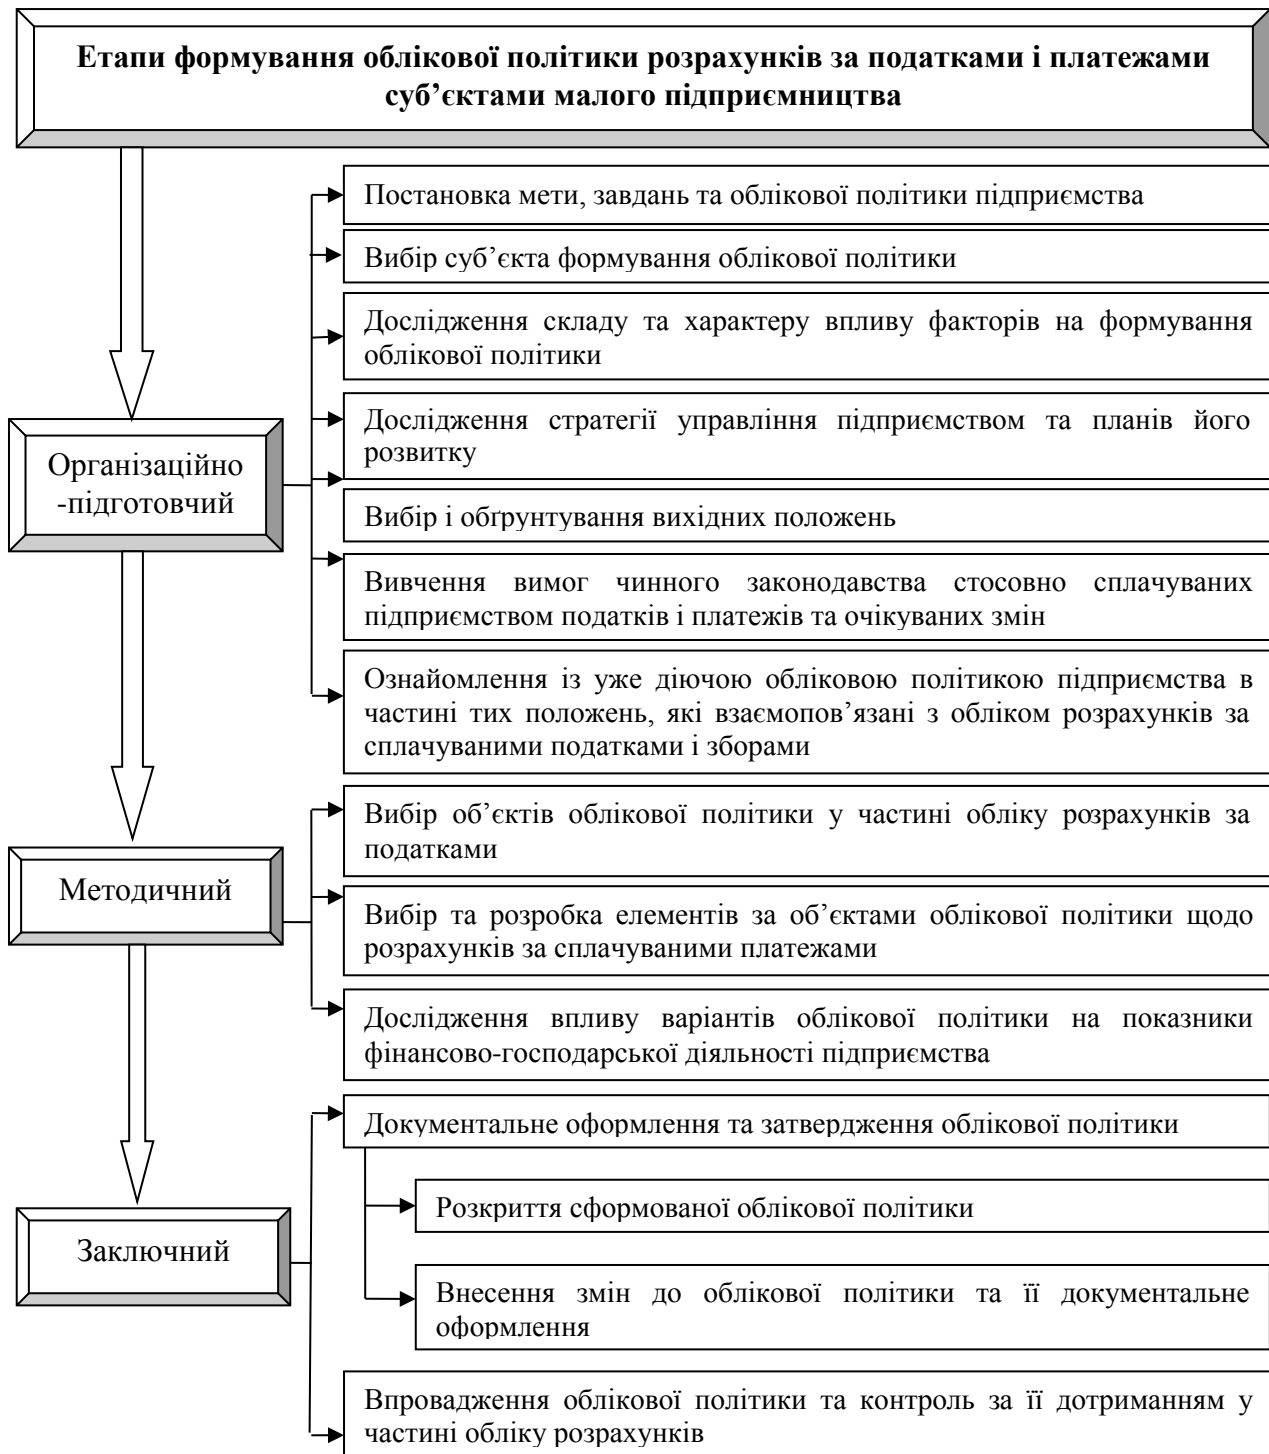 Етапи формування облікової політики розрахунків за податками і платежами
суб’єктами малого підприємництва
Організаційно
-підготовчий
Постановка мети, завдань та облікової політики підприємства
Вибір суб’єкта формування облікової політики
Дослідження складу та характеру впливу факторів на формування
облікової політики
Дослідження стратегії управління підприємством та планів його
розвитку
Вибір і обґрунтування вихідних положень
Вивчення вимог чинного законодавства стосовно сплачуваних
підприємством податків і платежів та очікуваних змін
Ознайомлення із уже діючою обліковою політикою підприємства в
частині тих положень, які взаємопов’язані з обліком розрахунків за
сплачуваними податками і зборами
Методичний
Вибір об’єктів облікової політики у частині обліку розрахунків за
податками
Вибір та розробка елементів за об’єктами облікової політики щодо
розрахунків за сплачуваними платежами
Дослідження впливу варіантів облікової політики на показники
фінансово-господарської діяльності підприємства
Заключний
Документальне оформлення та затвердження облікової політики
Розкриття сформованої облікової політики
Внесення змін до облікової політики та її документальне
оформлення
Впровадження облікової політики та контроль за її дотриманням у
частині обліку розрахунків